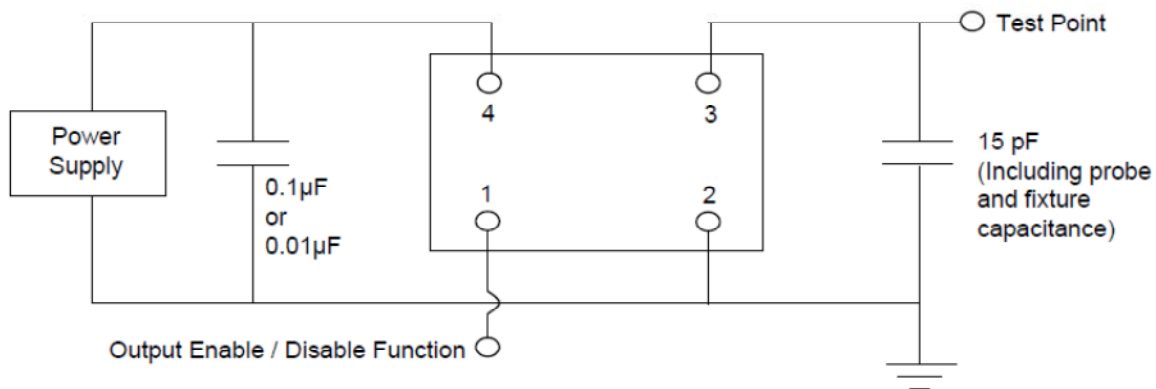 Test Point
4
3
Power
Supply
15 pF
(Including probe
and fixture
capacitance)
0.1µF
or
0.01µF
1
2
Output Enable / Disable Function